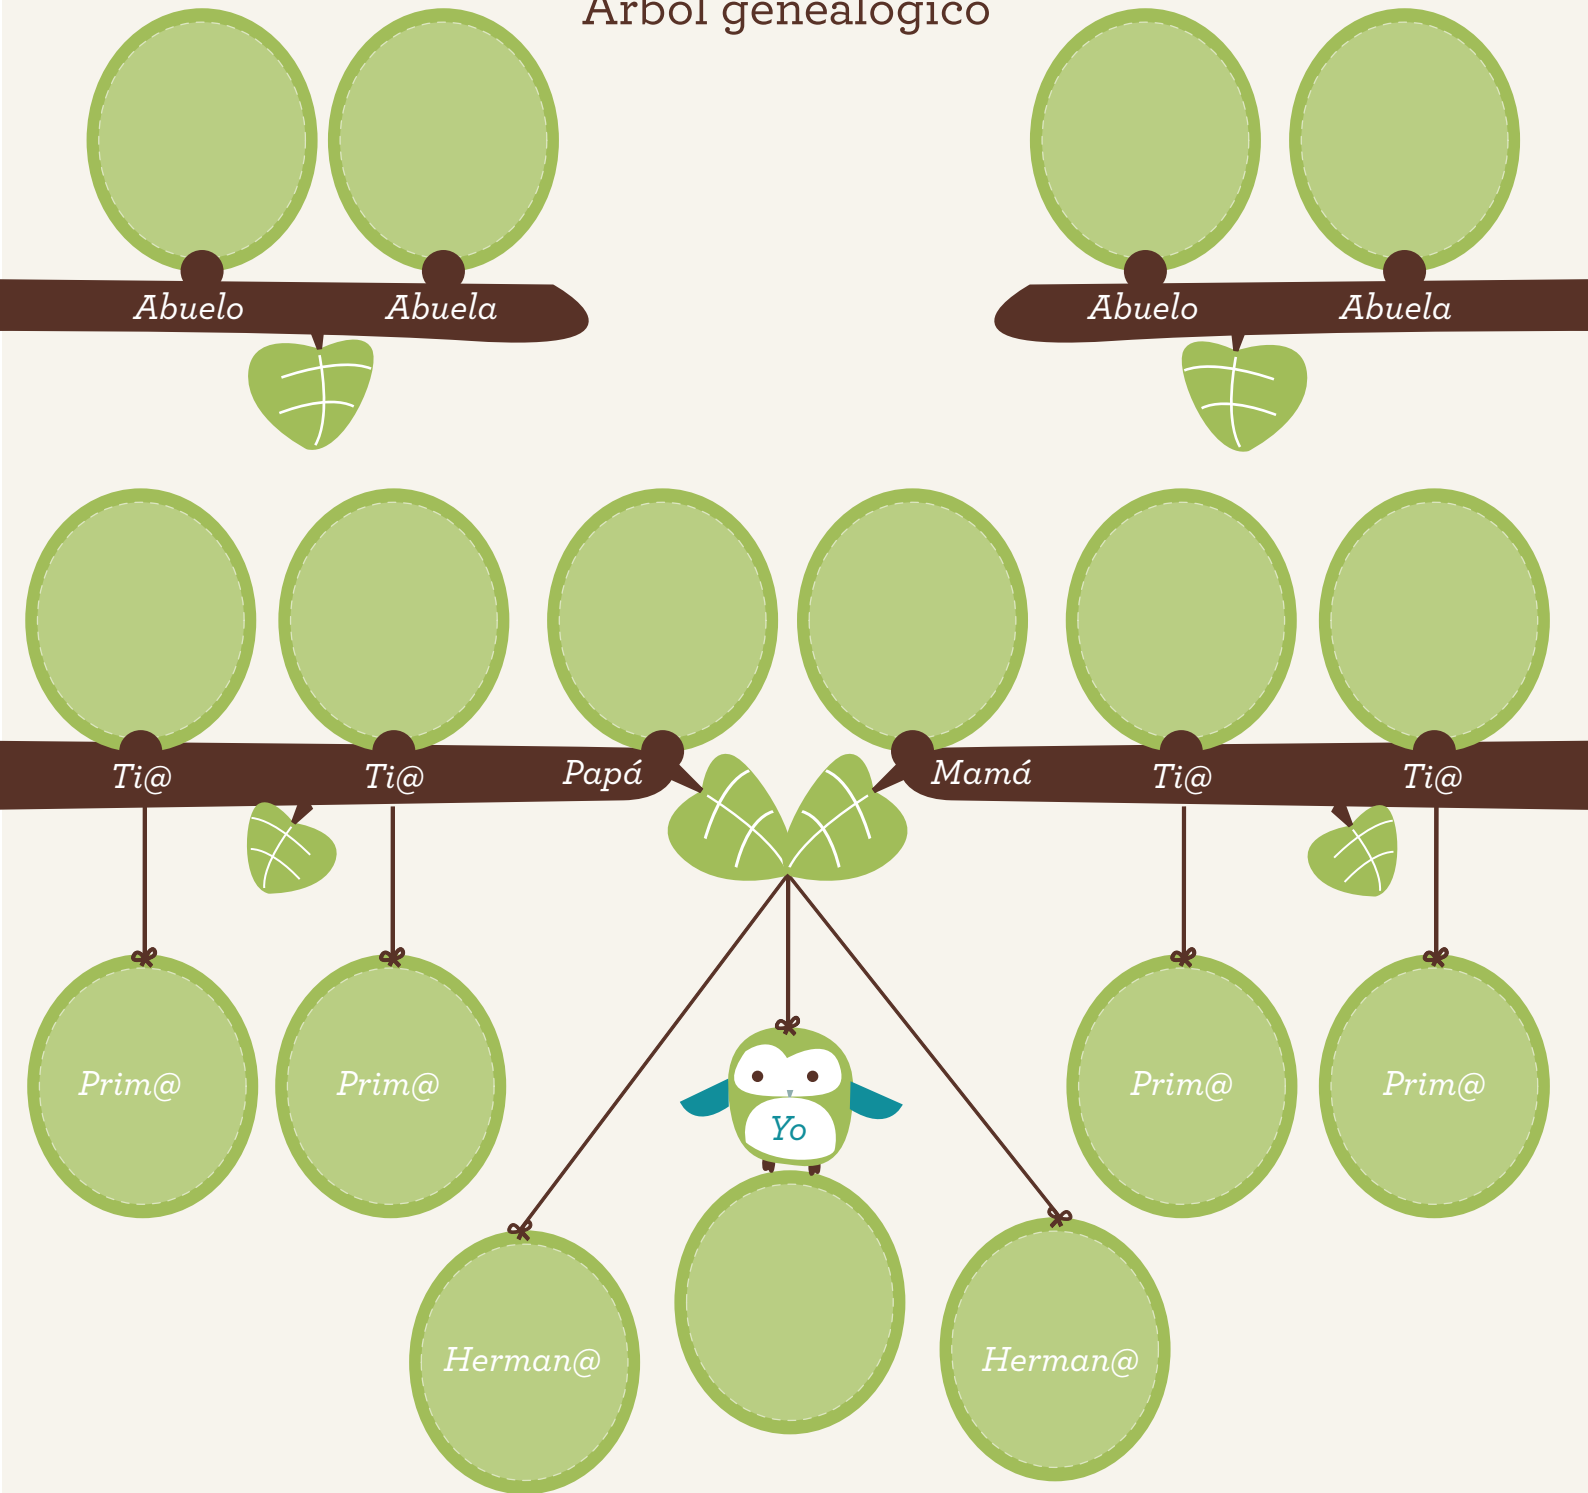 Árbol genealógico
Abuelo Abuela Abuelo Abuela
Ti@ Ti@ Papá Mamá Ti@ Ti@
Prim@ Prim@ Prim@ Prim@
Yo
Herman@ Herman@